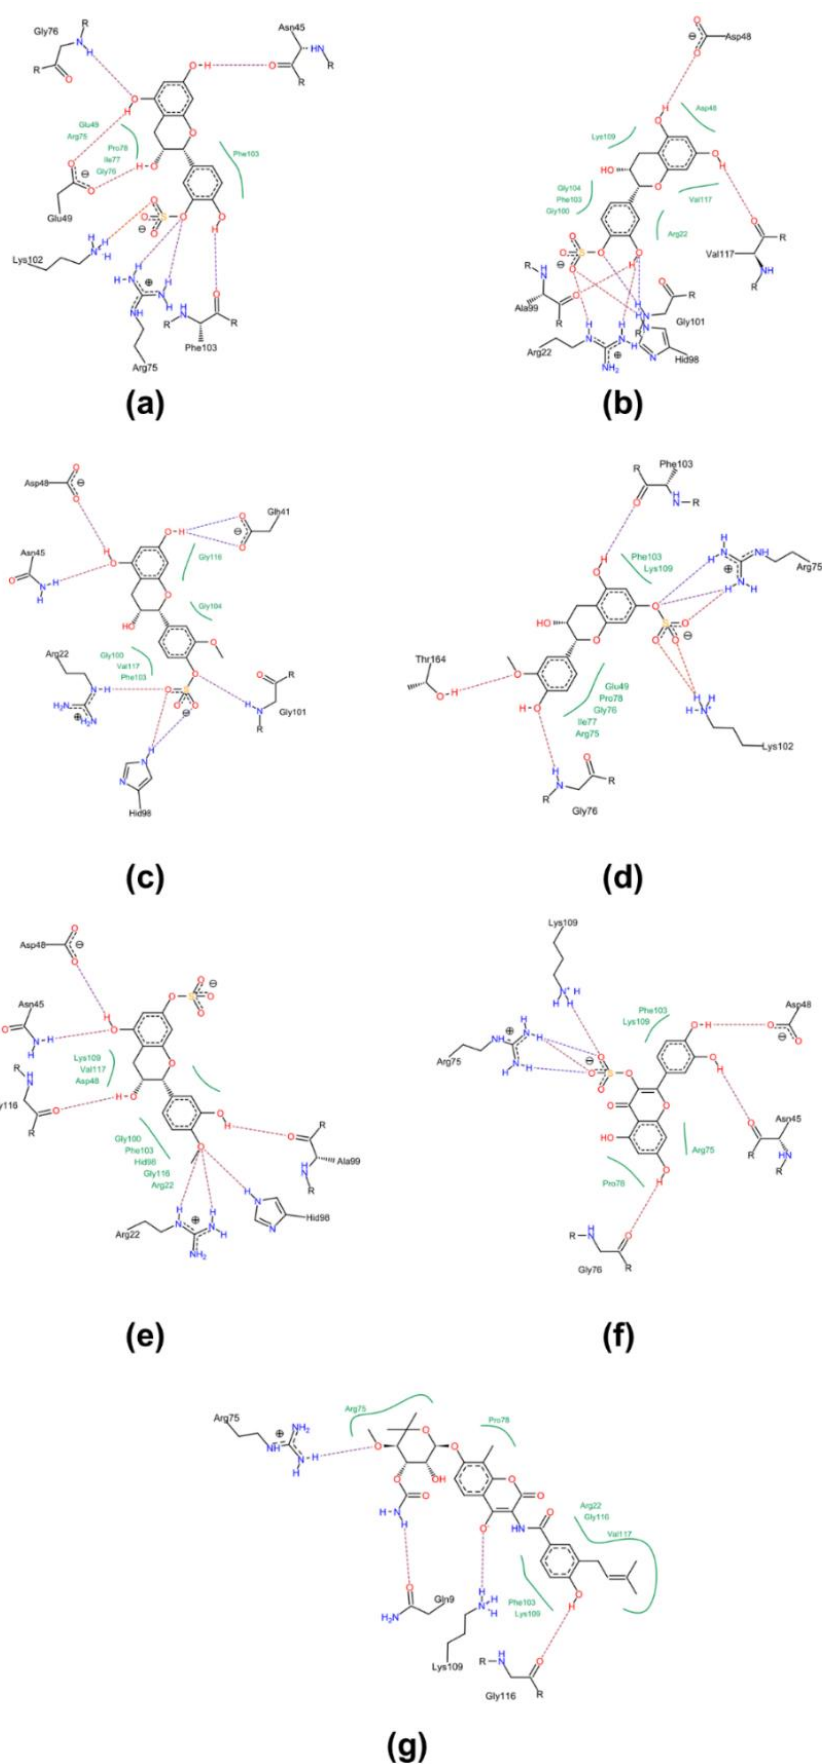 Gly76
Asn45
Glu49
Arg75
Pro78
Ile77
Gly76
Phe103
Glu49
Lys102
Arg75
Phe103
(a)
Asp48
Asp48
Lys109
Gly104
Phe103
Gly100
Val117
Arg22
Val117
Ala99
Gly101
Arg22
Hid98
(b)
Asp48
Glh41
Asn45
Gly116
Gly104
Arg22
Gly100
Val117
Phe103
Gly101
Hid98
(c)
Phe103
Phe103
Lys109
Arg75
Thr164
Glu49
Pro78
Gly76
Ile77
Arg75
Lys102
Gly76
(d)
Asp48
Asn45
Lys109
Val117
Asp48
y116
Gly100
Phe103
Hid98
Gly116
Arg22
Ala99
Arg22
Hid98
(e)
Lys109
Phe103
Lys109
Asp48
Arg75
Asn45
Arg75
Pro78
Gly76
(f)
Arg75
Arg75
Pro78
Arg22
Gly116
Val117
Phe103
Lys109
Gln9
Lys109
Gly116
(g)